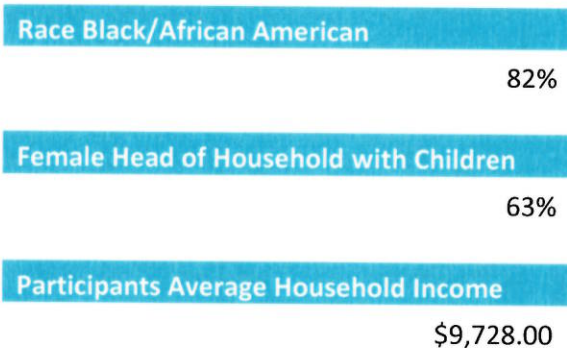 Race Black/African American
82%
Female Head of Household with Children
63%
Participants Average Household Income
$9,728.00